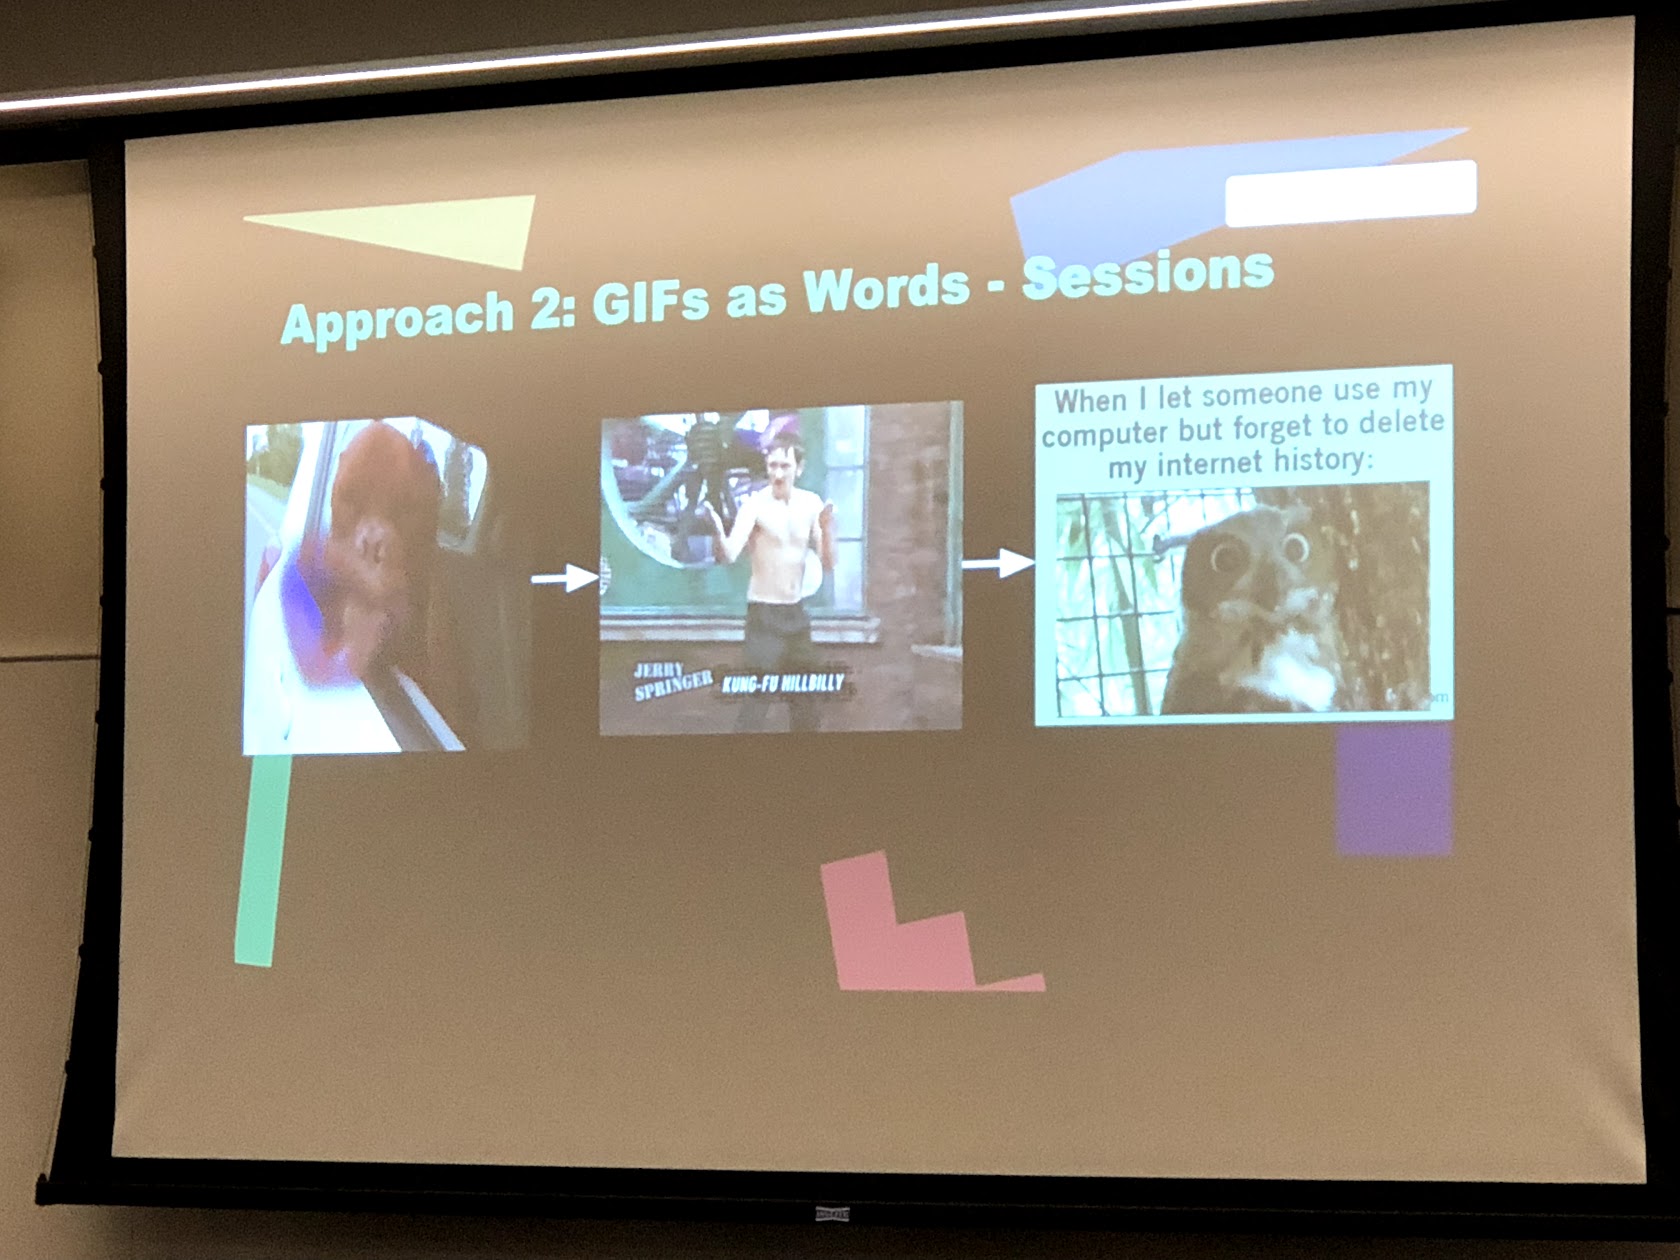 Approach 2: GIFs as Words - Sessions
When I let someone use my
computer but forget to delete
my internet history:
JERRY
SPRINGER
KUNG-FU HILLBILLY